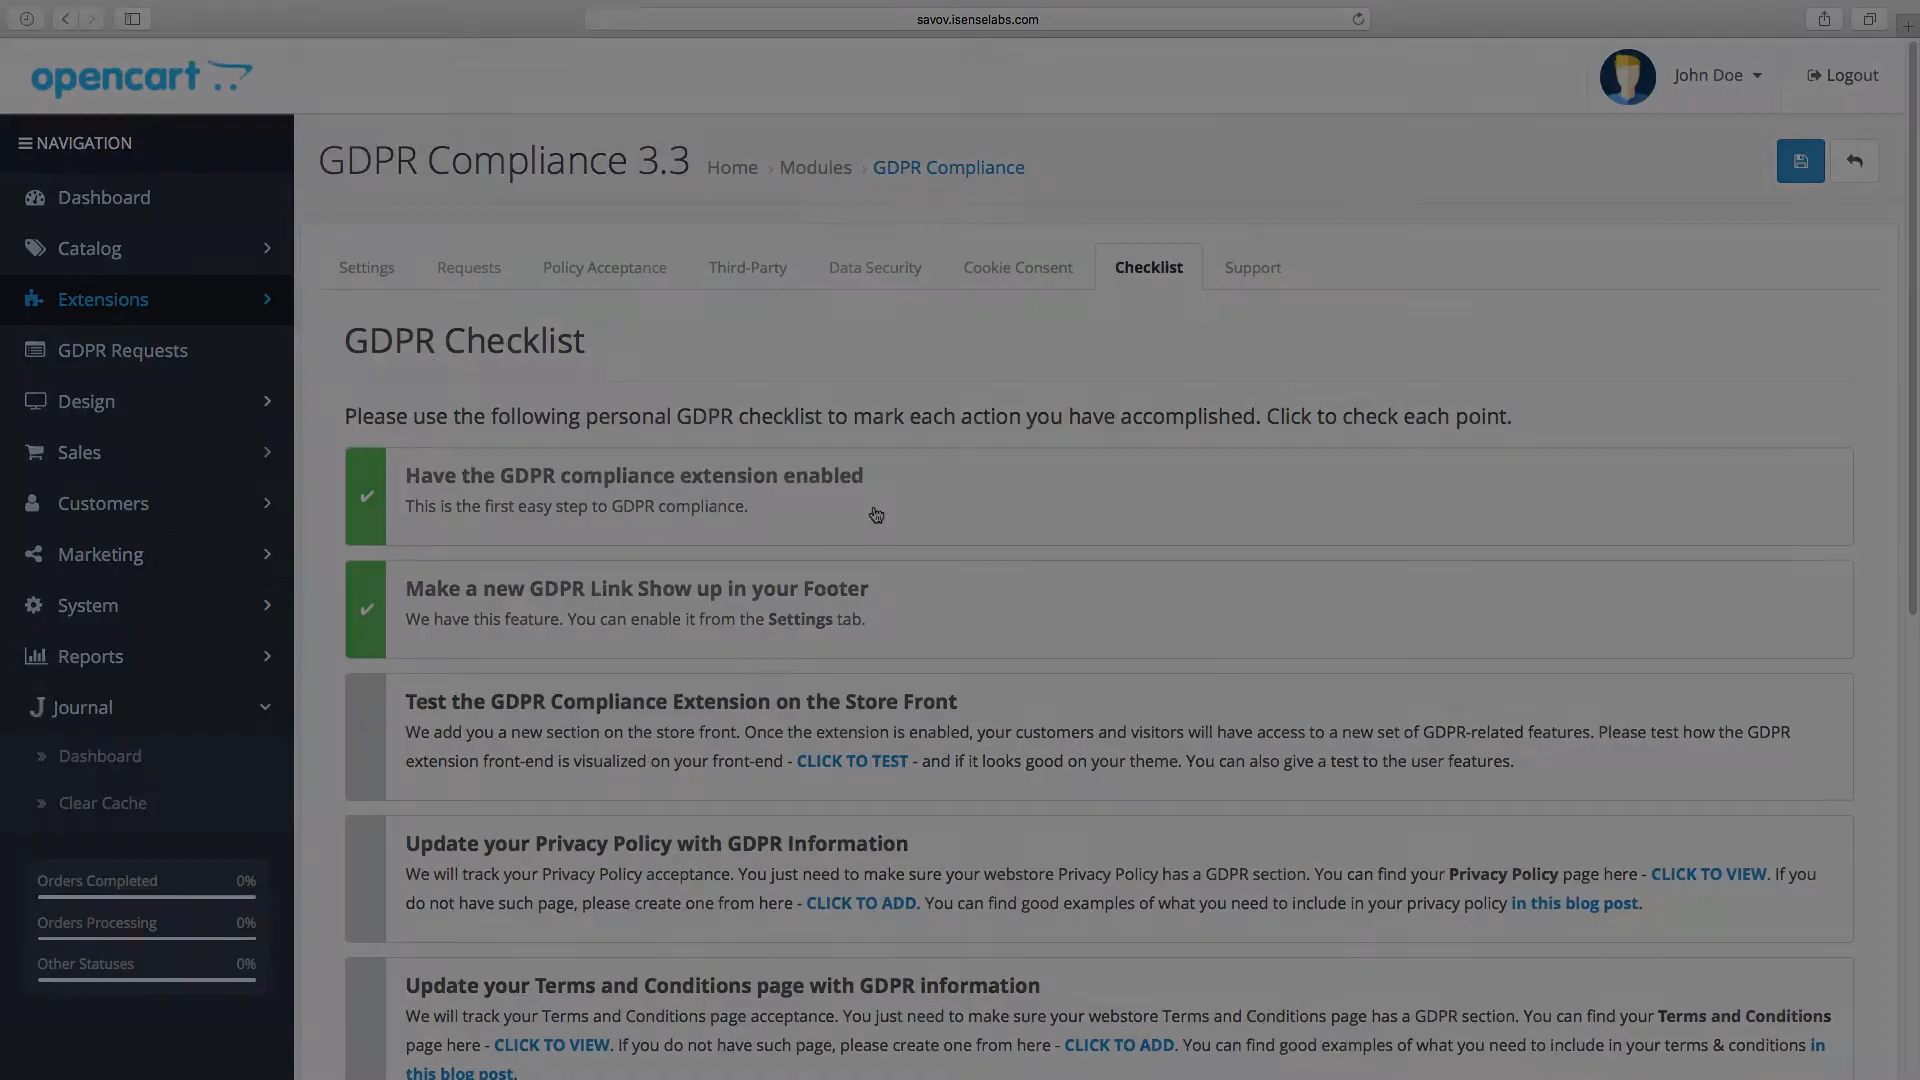 savov.isenselabs.com
opencart
John Doe
Logout
NAVIGATION
GDPR Compliance 3.3
Home › Modules › GDPR Compliance
Dashboard
Catalog
Extensions
GDPR Requests
Design
Sales
Customers
Marketing
System
Reports
Journal
» Dashboard
» Clear Cache
Orders Completed 0%
Orders Processing 0%
Other Statuses 0%
Settings Requests Policy Acceptance Third-Party Data Security Cookie Consent Checklist Support
GDPR Checklist
Please use the following personal GDPR checklist to mark each action you have accomplished. Click to check each point.
Have the GDPR compliance extension enabled
This is the first easy step to GDPR compliance.
Make a new GDPR Link Show up in your Footer
We have this feature. You can enable it from the Settings tab.
Test the GDPR Compliance Extension on the Store Front
We add you a new section on the store front. Once the extension is enabled, your customers and visitors will have access to a new set of GDPR-related features. Please test how the GDPR
extension front-end is visualized on your front-end - CLICK TO TEST - and if it looks good on your theme. You can also give a test to the user features.
Update your Privacy Policy with GDPR Information
We will track your Privacy Policy acceptance. You just need to make sure your webstore Privacy Policy has a GDPR section. You can find your Privacy Policy page here - CLICK TO VIEW. If you
do not have such page, please create one from here - CLICK TO ADD. You can find good examples of what you need to include in your privacy policy in this blog post.
Update your Terms and Conditions page with GDPR information
We will track your Terms and Conditions page acceptance. You just need to make sure your webstore Terms and Conditions page has a GDPR section. You can find your Terms and Conditions
page here - CLICK TO VIEW. If you do not have such page, please create one from here - CLICK TO ADD. You can find good examples of what you need to include in your terms & conditions in
this blog post.